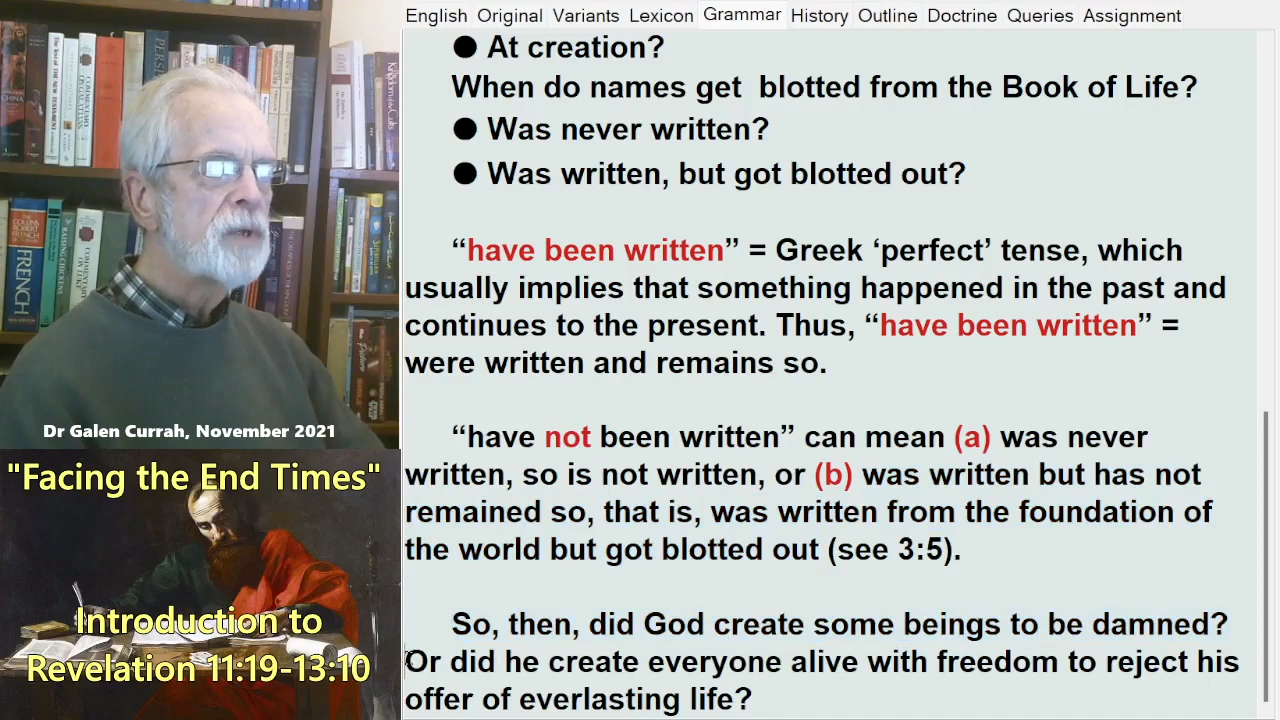 English Original Variants Lexicon Grammar History Outline Doctrine Queries Assignment
● At creation?
When do names get blotted from the Book of Life?
● Was never written?
● Was written, but got blotted out?
“have been written” = Greek ‘perfect’ tense, which
usually implies that something happened in the past and
continues to the present. Thus, “have been written” =
were written and remains so.
“have not been written” can mean (a) was never
written, so is not written, or (b) was written but has not
remained so, that is, was written from the foundation of
the world but got blotted out (see 3:5).
So, then, did God create some beings to be damned?
Or did he create everyone alive with freedom to reject his
offer of everlasting life?
Dr Galen Currah, November 2021
"Facing the End Times"
Introduction to
Revelation 11:19-13:10
FRENCH
RAISING CHICKENS